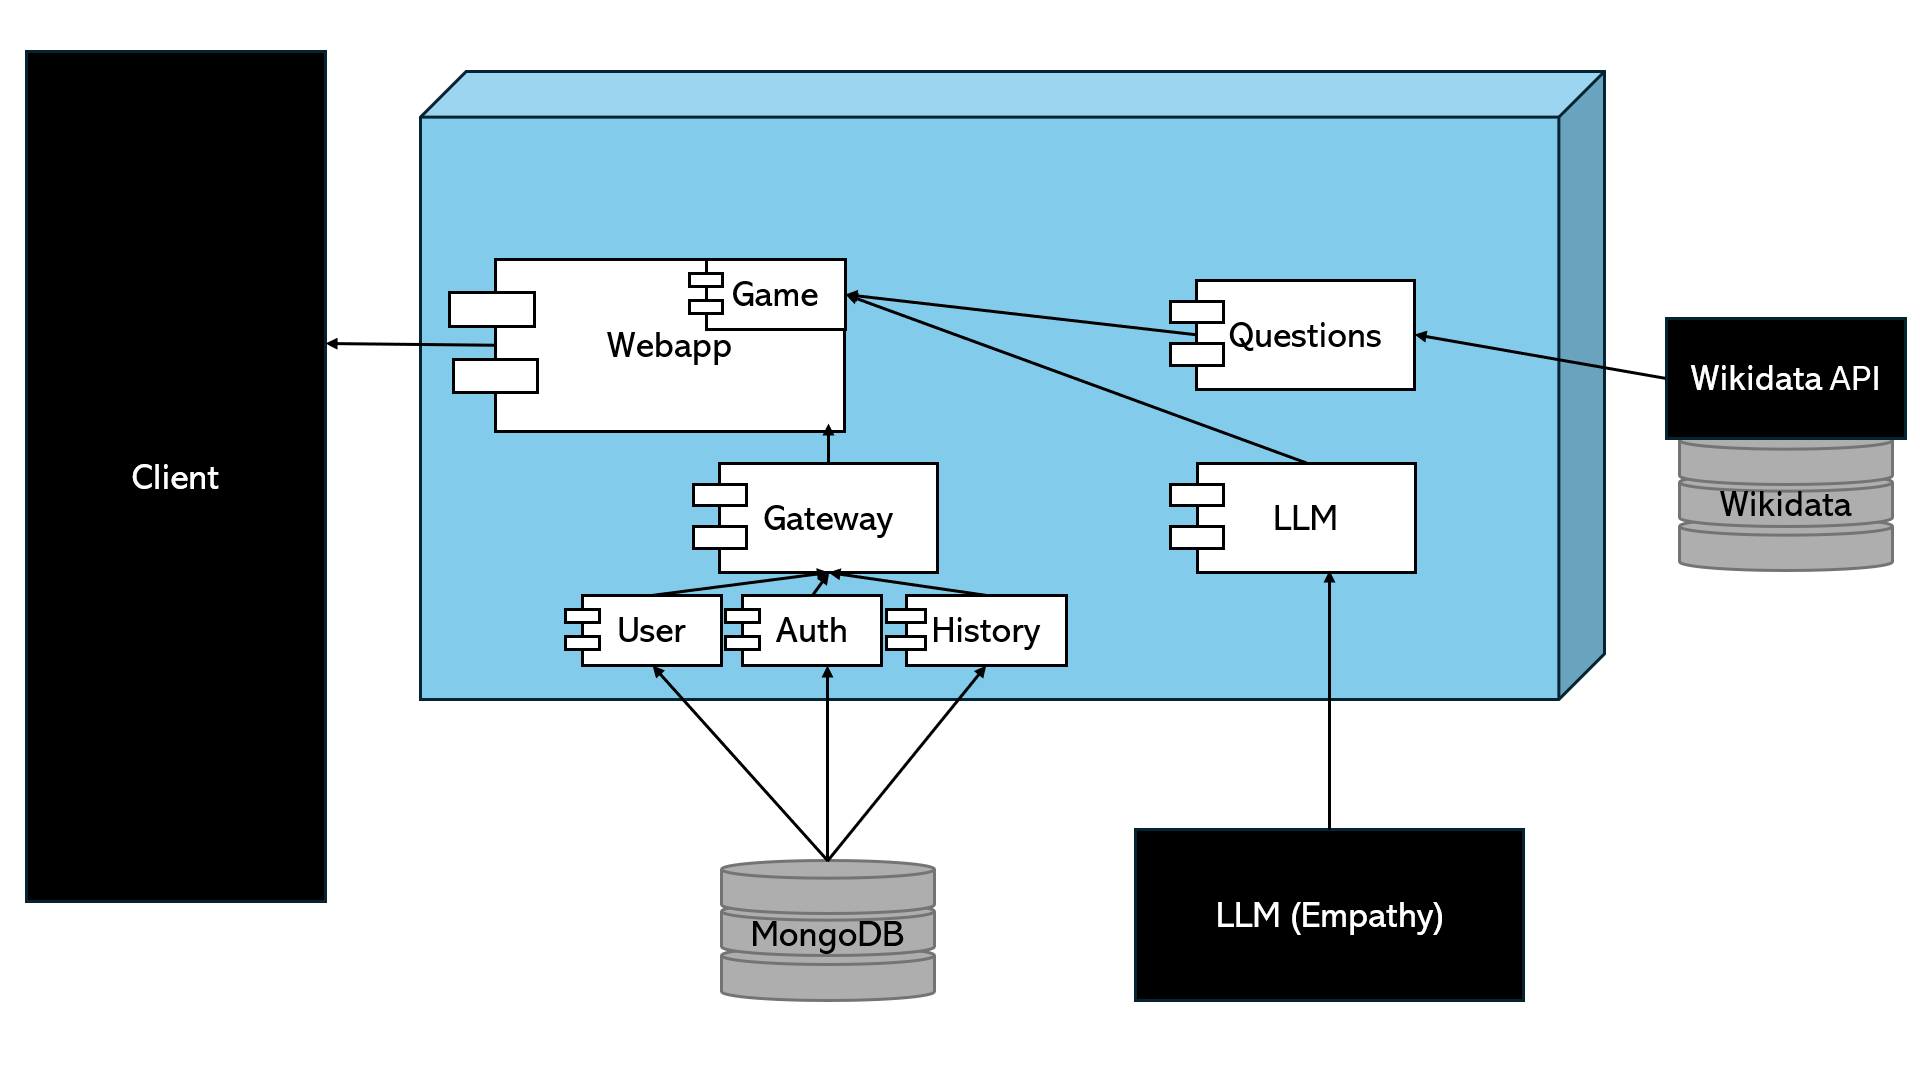 Client
Game
Webapp
Questions
Wikidata API
Wikidata
Gateway
LLM
User
Auth
History
MongoDB
LLM (Empathy)